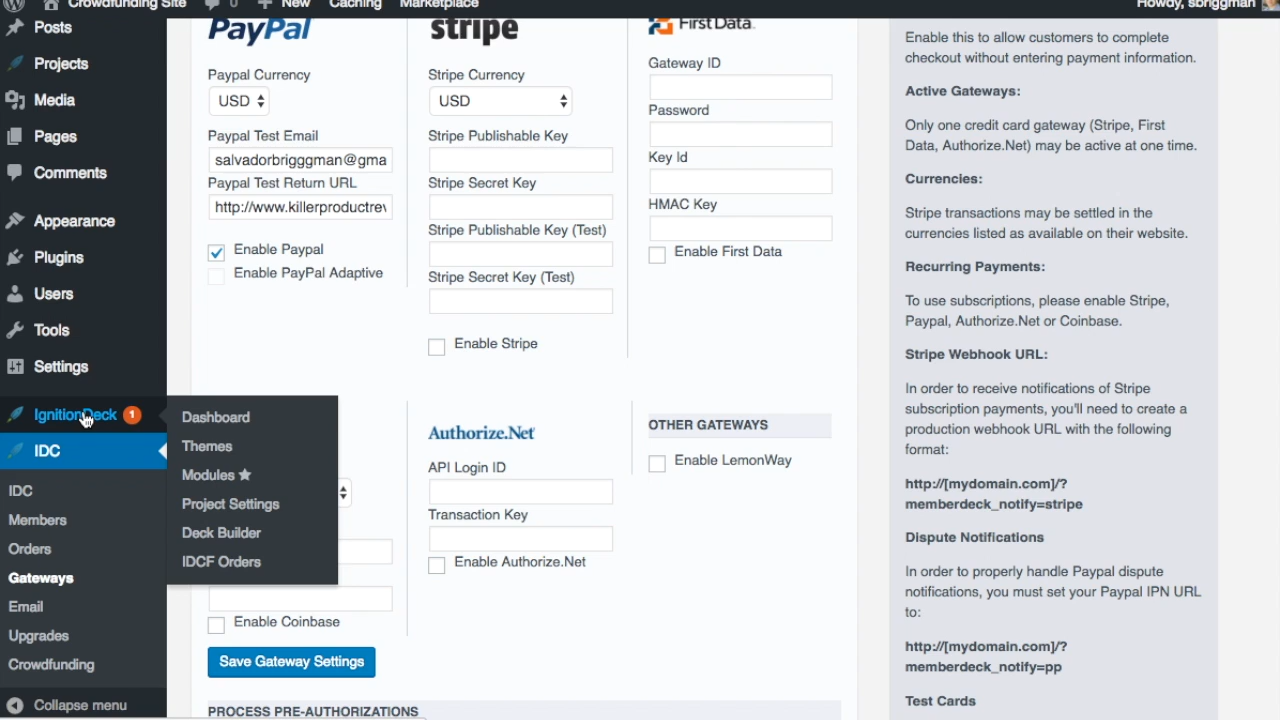 Crowdfunding Site
0
New
Caching
Marketplace
Howdy, sbriggman
Posts
Projects
Media
Pages
Comments
Appearance
Plugins
Users
Tools
Settings
IgnitionDeck 1
IDC
IDC
Members
Orders
Gateways
Email
Upgrades
Crowdfunding
Collapse menu
Dashboard
Themes
Modules
Project Settings
Deck Builder
IDCF Orders
PayPal
Paypal Currency
USD
Paypal Test Email
salvadorbrigggman@gma
Paypal Test Return URL
http://www.killerproductrev
Enable Paypal
Enable PayPal Adaptive
stripe
Stripe Currency
USD
Stripe Publishable Key
Stripe Secret Key
Stripe Publishable Key (Test)
Stripe Secret Key (Test)
Enable Stripe
First Data.
Gateway ID
Password
Key Id
HMAC Key
Enable First Data
Enable Coinbase
Authorize.Net
API Login ID
Transaction Key
Enable Authorize.Net
OTHER GATEWAYS
Enable LemonWay
Save Gateway Settings
PROCESS PRE-AUTHORIZATIONS
Enable this to allow customers to complete
checkout without entering payment information.
Active Gateways:
Only one credit card gateway (Stripe, First
Data, Authorize.Net) may be active at one time.
Currencies:
Stripe transactions may be settled in the
currencies listed as available on their website.
Recurring Payments:
To use subscriptions, please enable Stripe,
Paypal, Authorize.Net or Coinbase.
Stripe Webhook URL:
In order to receive notifications of Stripe
subscription payments, you'll need to create a
production webhook URL with the following
format:
http://[mydomain.com]/?
memberdeck_notify=stripe
Dispute Notifications
In order to properly handle Paypal dispute
notifications, you must set your Paypal IPN URL
to:
http://[mydomain.com]/?
memberdeck_notify=pp
Test Cards